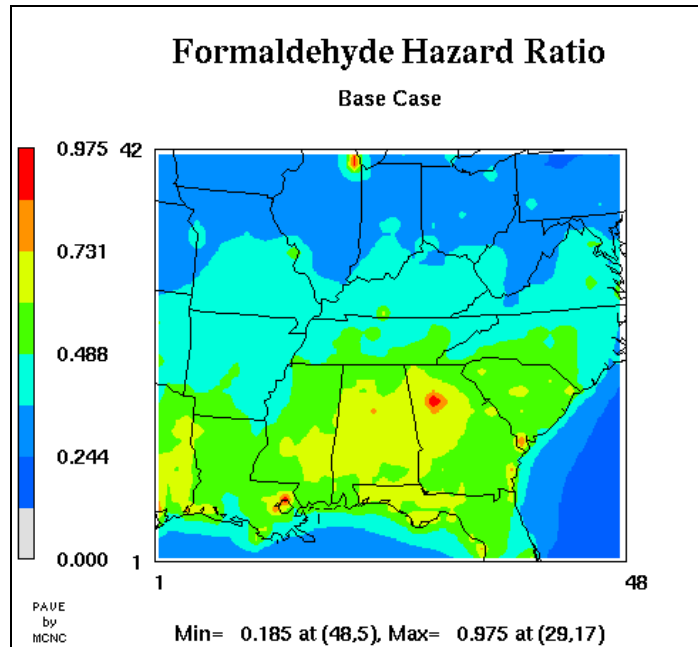 Formaldehyde Hazard Ratio
Base Case
0.975
0.731
0.488
0.244
0.000
42
1
1
48
PAVE
by
MCNC
Min= 0.185 at (48,5), Max= 0.975 at (29,17)